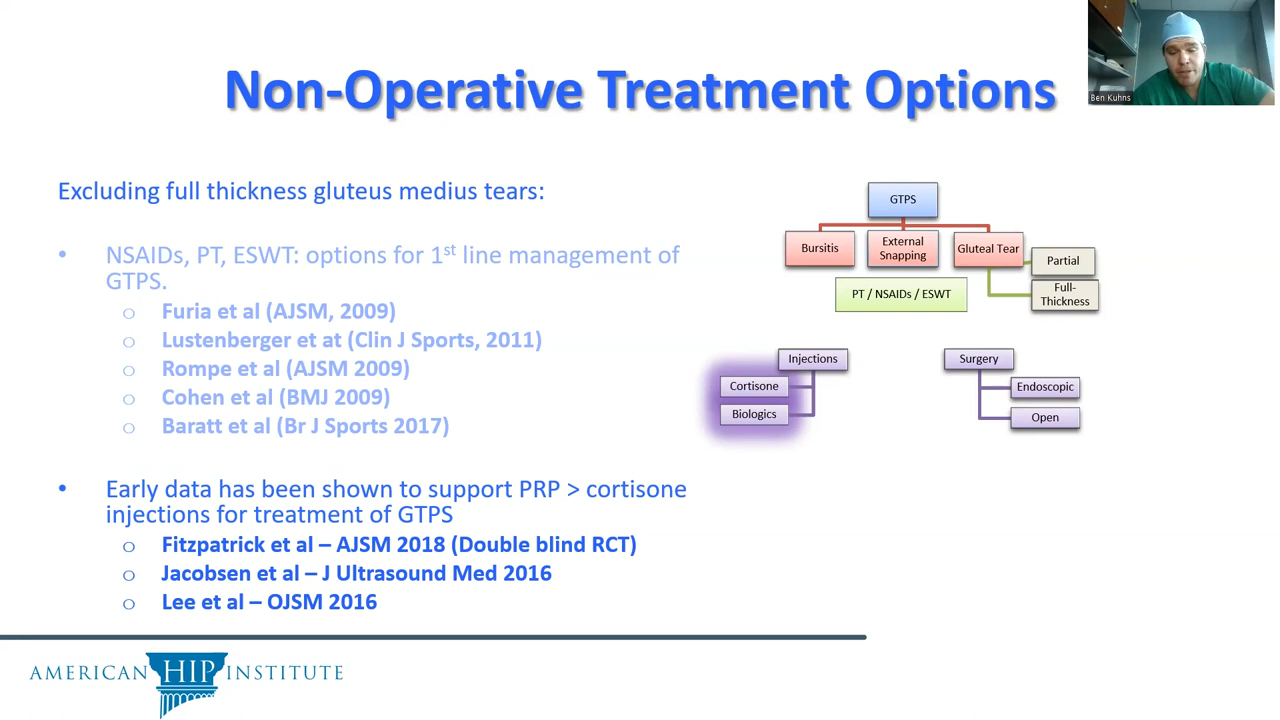 Non-Operative Treatment Options
Ben Kuhns
Excluding full thickness gluteus medius tears:
• NSAIDs, PT, ESWT: options for 1st line management of
GTPS.
o Furia et al (AJSM, 2009)
o Lustenberger et at (Clin J Sports, 2011)
o Rompe et al (AJSM 2009)
o Cohen et al (BMJ 2009)
o Baratt et al (Br J Sports 2017)
• Early data has been shown to support PRP > cortisone
injections for treatment of GTPS
o Fitzpatrick et al – AJSM 2018 (Double blind RCT)
o Jacobsen et al – J Ultrasound Med 2016
o Lee et al – OJSM 2016
GTPS
Bursitis
External
Snapping
Gluteal Tear
Partial
Full-
Thickness
PT / NSAIDs / ESWT
Injections
Cortisone
Biologics
Surgery
Endoscopic
Open
AMERICAN HIP INSTITUTE